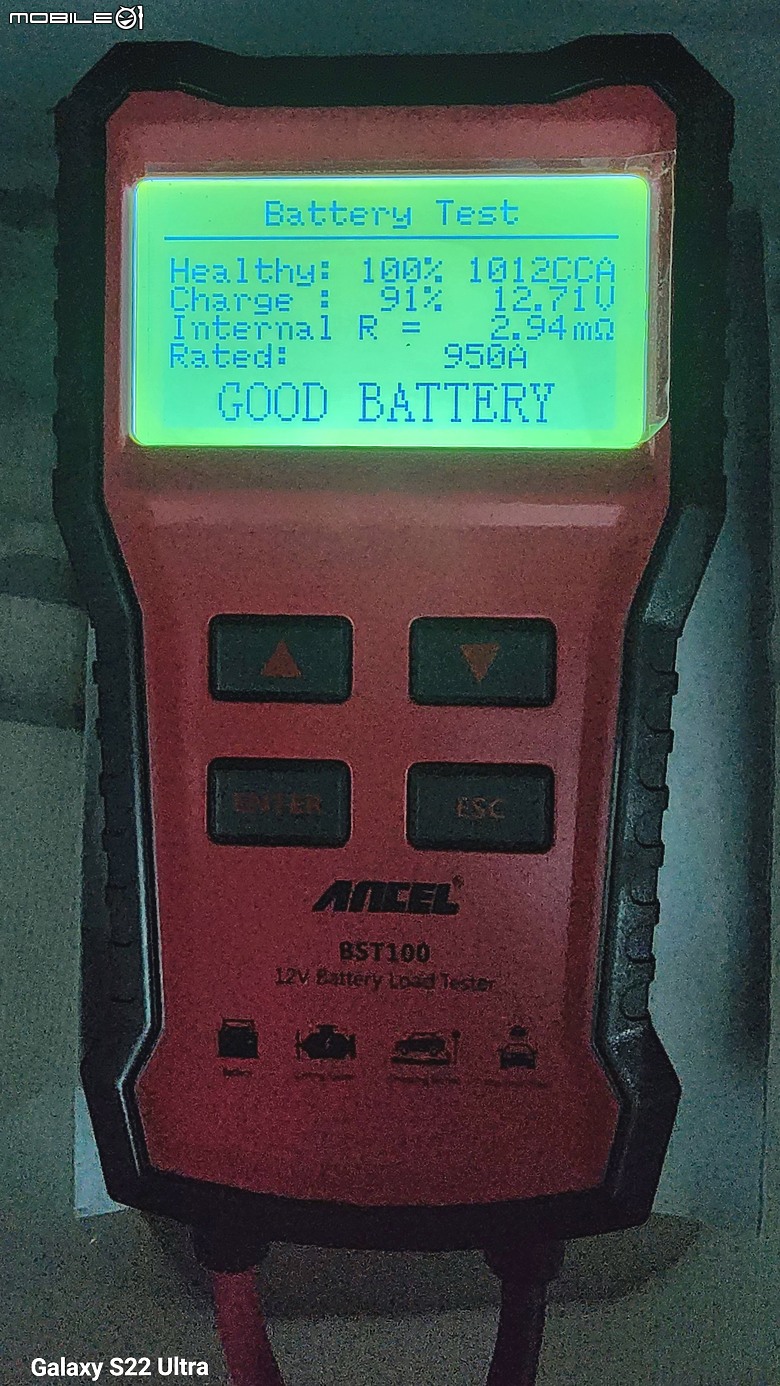 MOBILE01
Battery Test
Healthy: 100% 1012CCA
Charge : 91% 12.71V
Internal R = 2.94mΩ
Rated: 950A
GOOD BATTERY
ENTER
ESC
ANCEL®
BST100
12V Battery Load Tester
Battery
Galaxy S22 Ultra